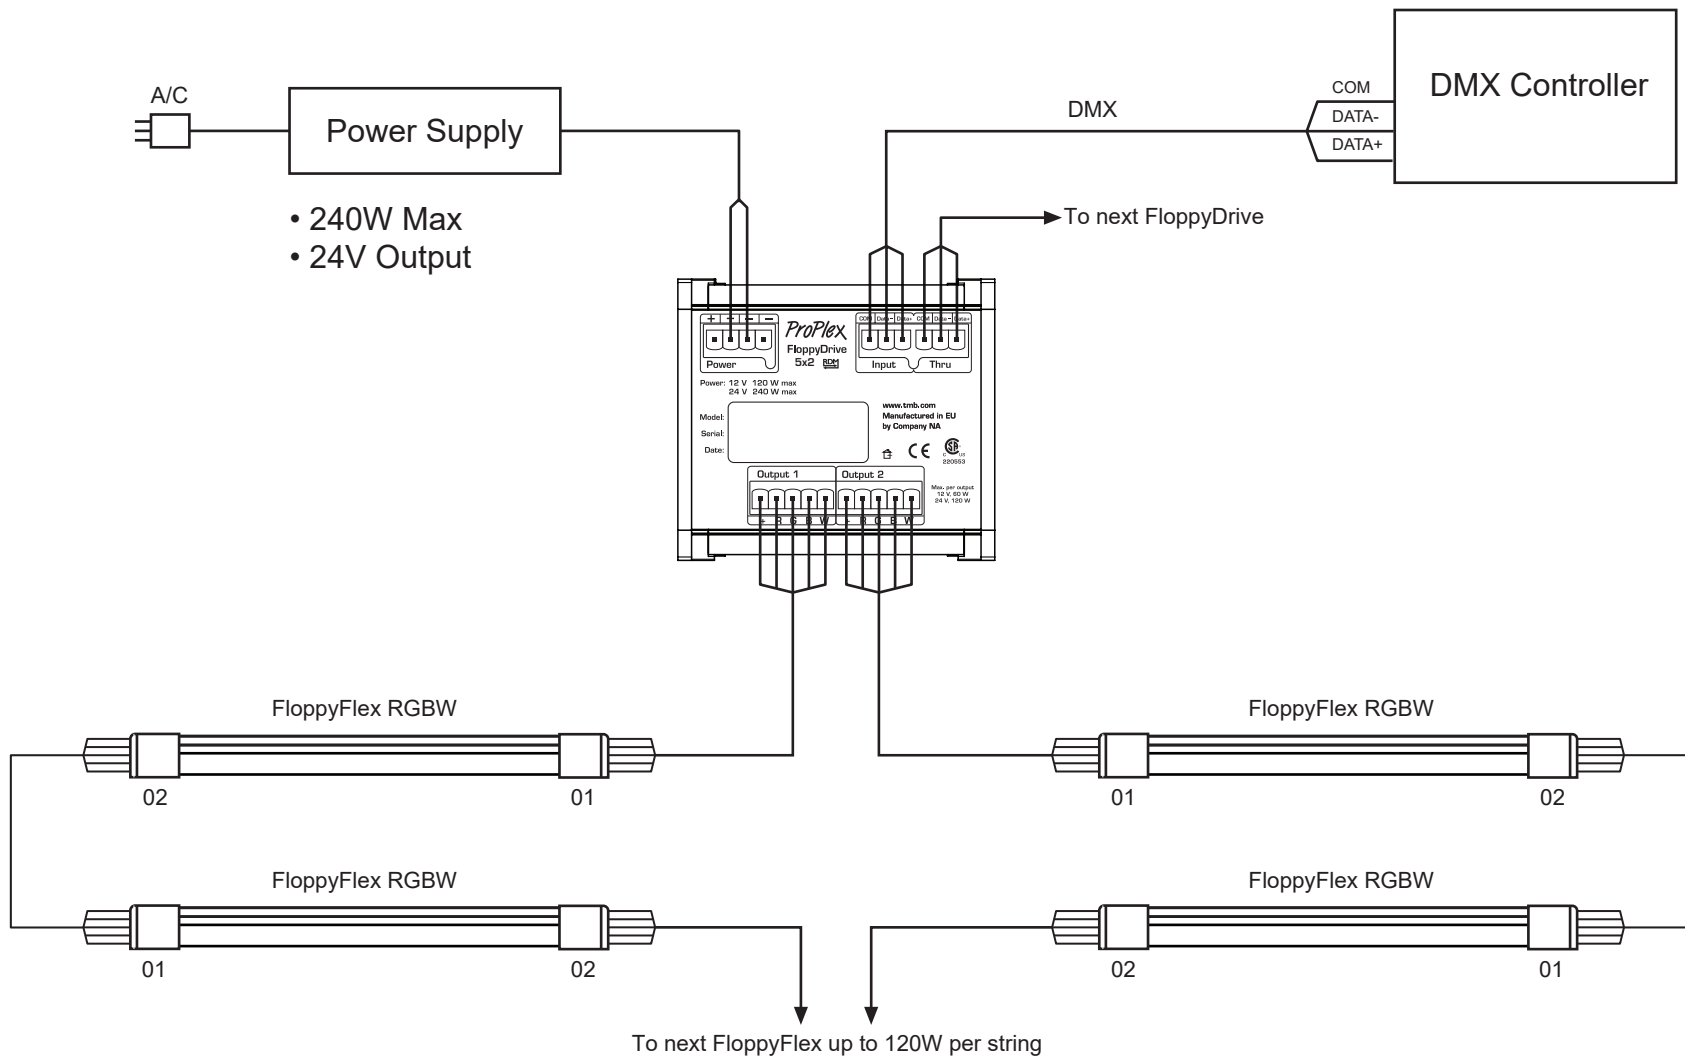 A/C
Power Supply
• 240W Max
• 24V Output
DMX
COM
DATA-
DATA+
DMX Controller
To next FloppyDrive
+ + – –
Power
ProPlex
FloppyDrive
5x2 RDM
COM Data- Data+ COM Data- Data+
Input Thru
Power: 12 V 120 W max
24 V 240 W max
Model:
Serial:
Date:
www.tmb.com
Manufactured in EU
by Company NA
CE
C US
220553
Output 1 Output 2
Max. per output
12 V, 60 W
24 V, 120 W
+ R G B W
R G B W
FloppyFlex RGBW
02 01
FloppyFlex RGBW
01 02
FloppyFlex RGBW
01 02
FloppyFlex RGBW
02 01
To next FloppyFlex up to 120W per string